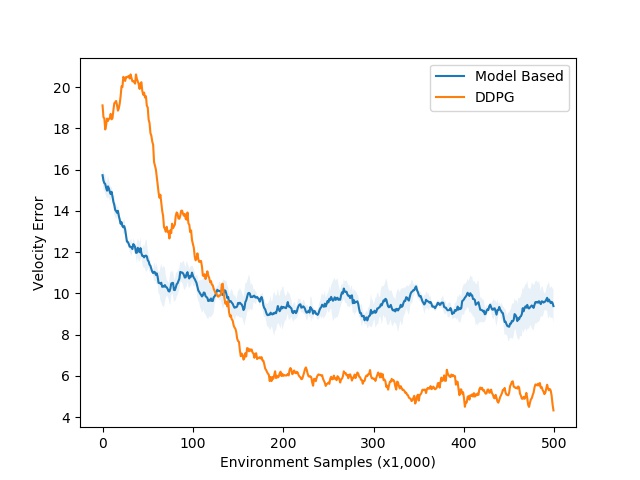 Model Based
DDPG
Velocity Error
20
18
16
14
12
10
8
6
4
0 100 200 300 400 500
Environment Samples (x1,000)